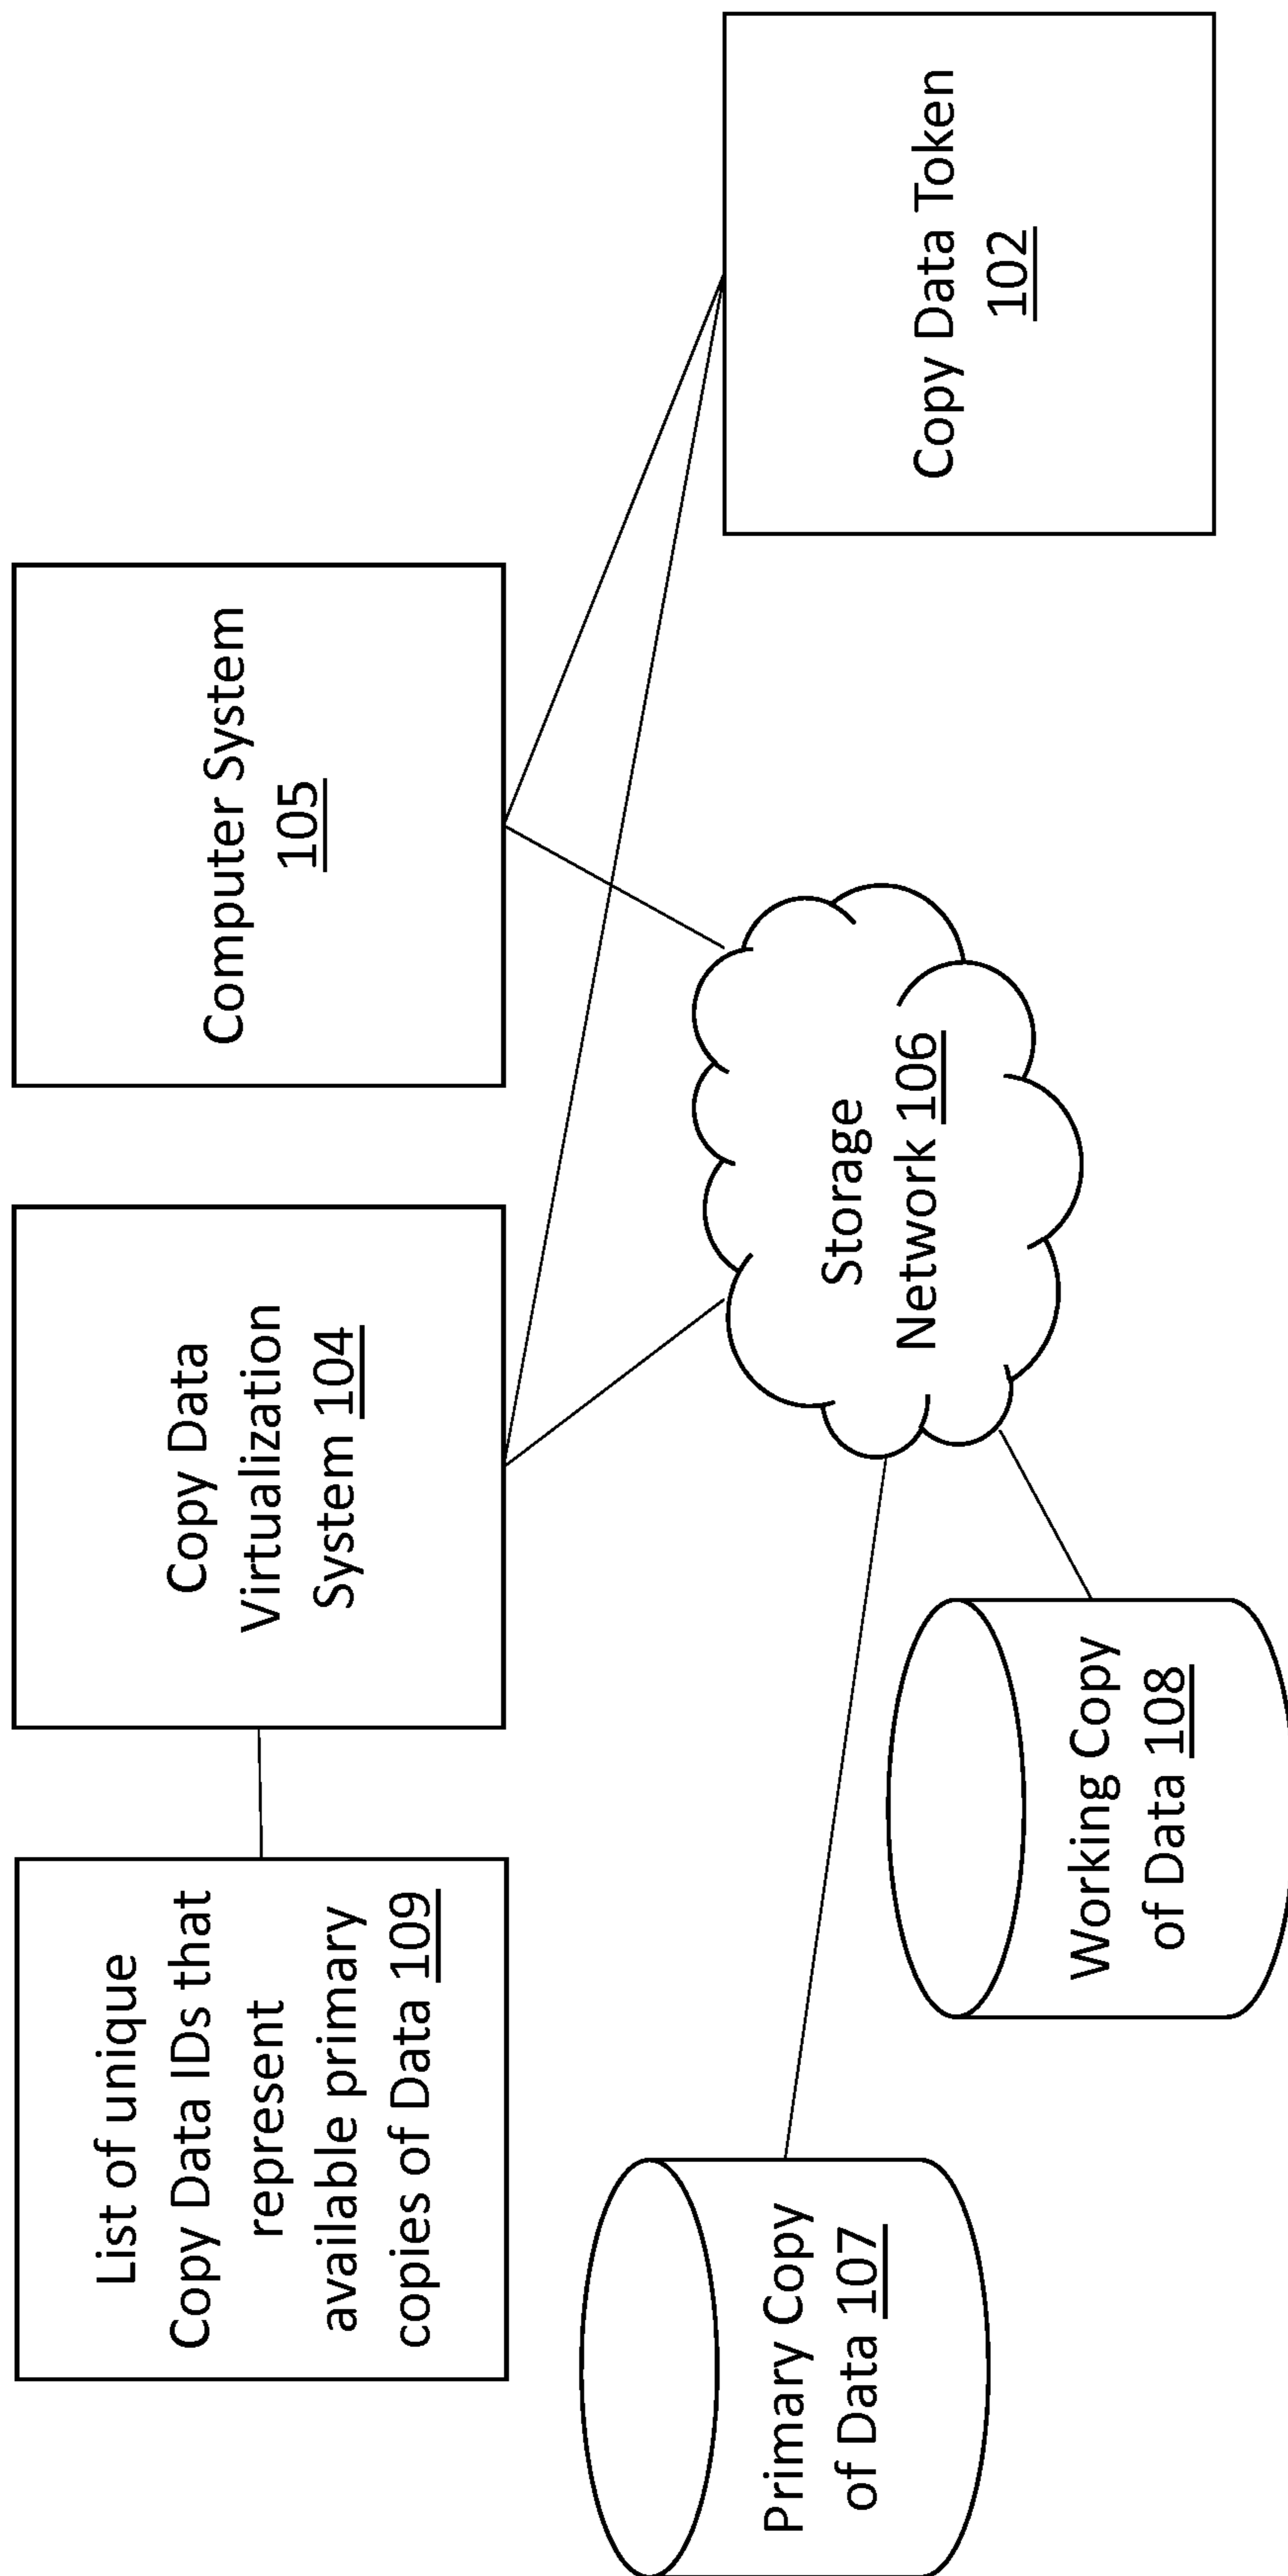 List of unique
Copy Data IDs that
represent
available primary
copies of Data 109
Copy Data
Virtualization
System 104
Computer System
105
Primary Copy
of Data 107
Working Copy
of Data 108
Storage
Network 106
Copy Data Token
102